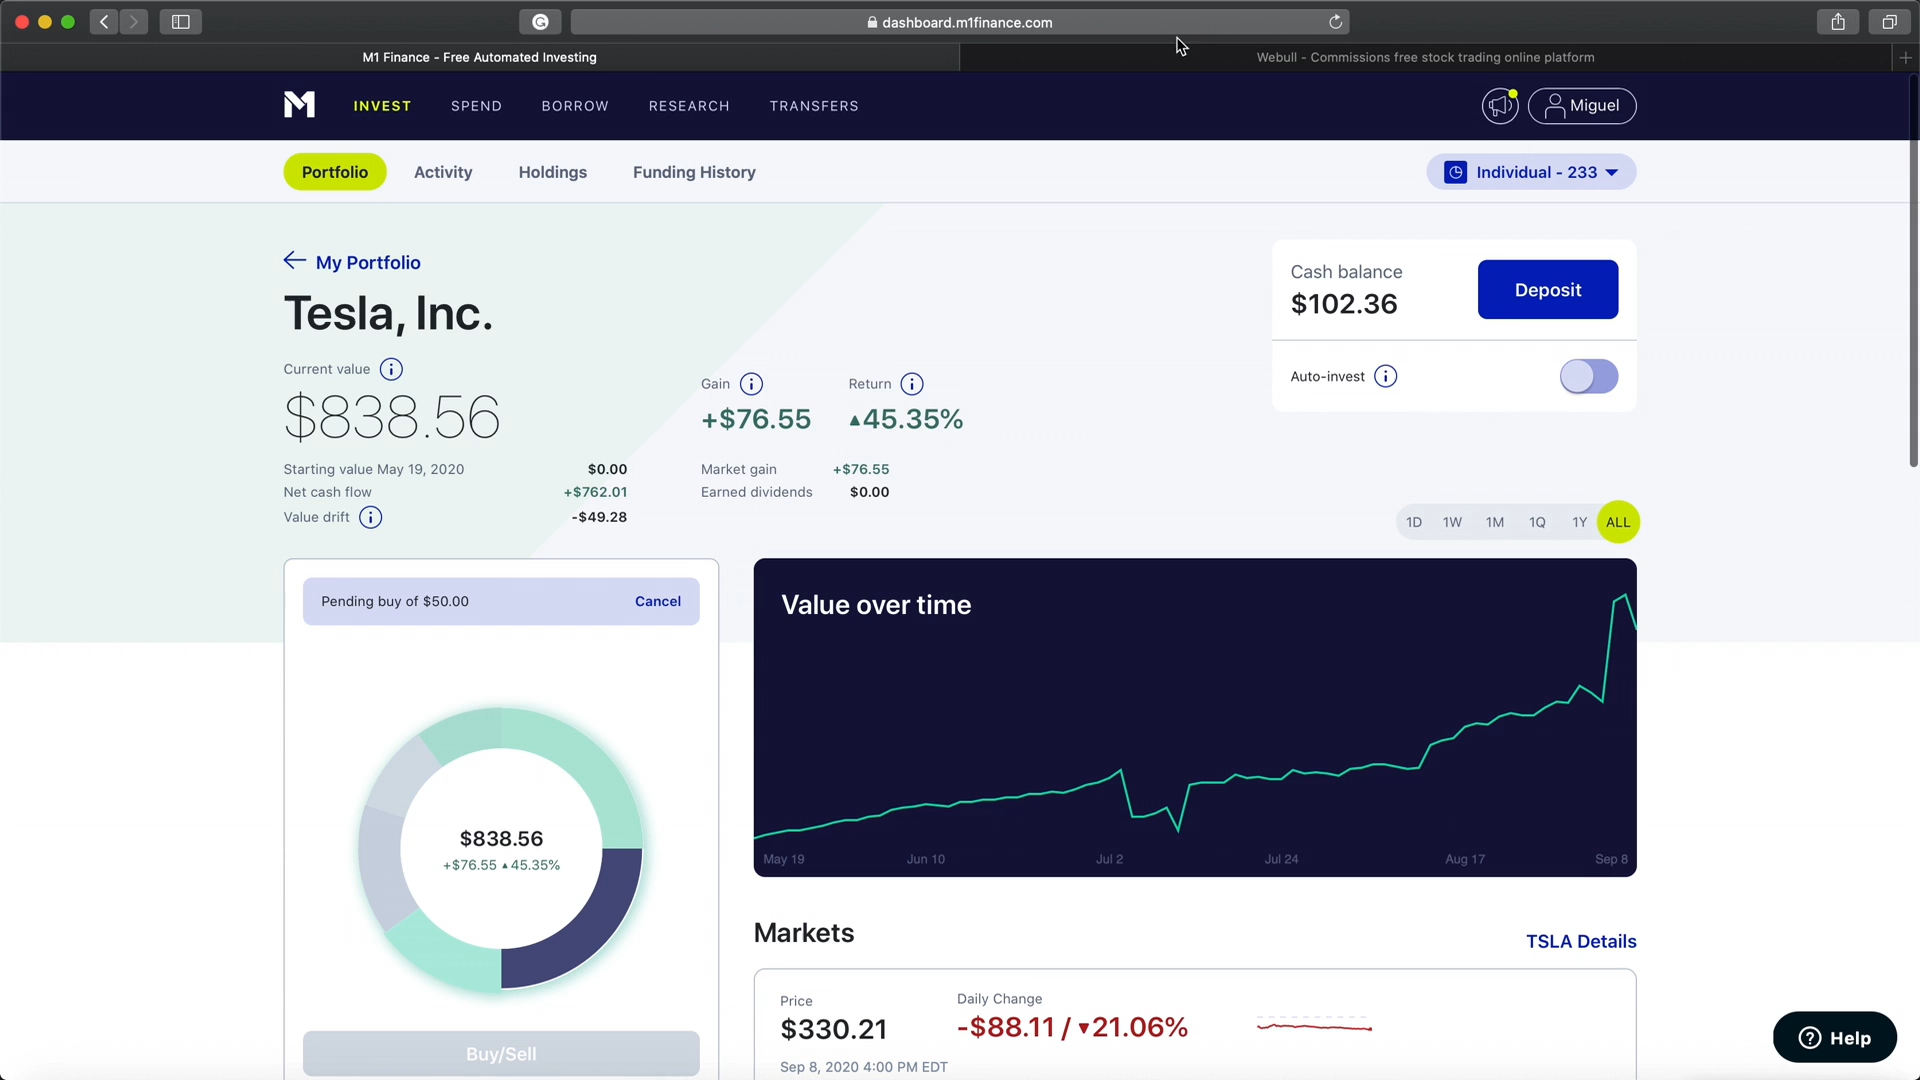 dashboard.m1finance.com
M1 Finance - Free Automated Investing
Webull - Commissions free stock trading online platform
INVEST SPEND BORROW RESEARCH TRANSFERS
Miguel
Portfolio Activity Holdings Funding History
Individual - 233
My Portfolio
Tesla, Inc.
Cash balance
$102.36
Deposit
Auto-invest
Current value
$838.56
Gain
+$76.55
Return
45.35%
Starting value May 19, 2020 $0.00
Net cash flow +$762.01
Value drift -$49.28
Market gain +$76.55
Earned dividends $0.00
1D 1W 1M 1Q 1Y ALL
Pending buy of $50.00 Cancel
$838.56
+$76.55 ▲45.35%
Buy/Sell
Value over time
May 19 Jun 10 Jul 2 Jul 24 Aug 17 Sep 8
Markets
TSLA Details
Price
$330.21
Daily Change
-$88.11 / ▼21.06%
Sep 8, 2020 4:00 PM EDT
Help